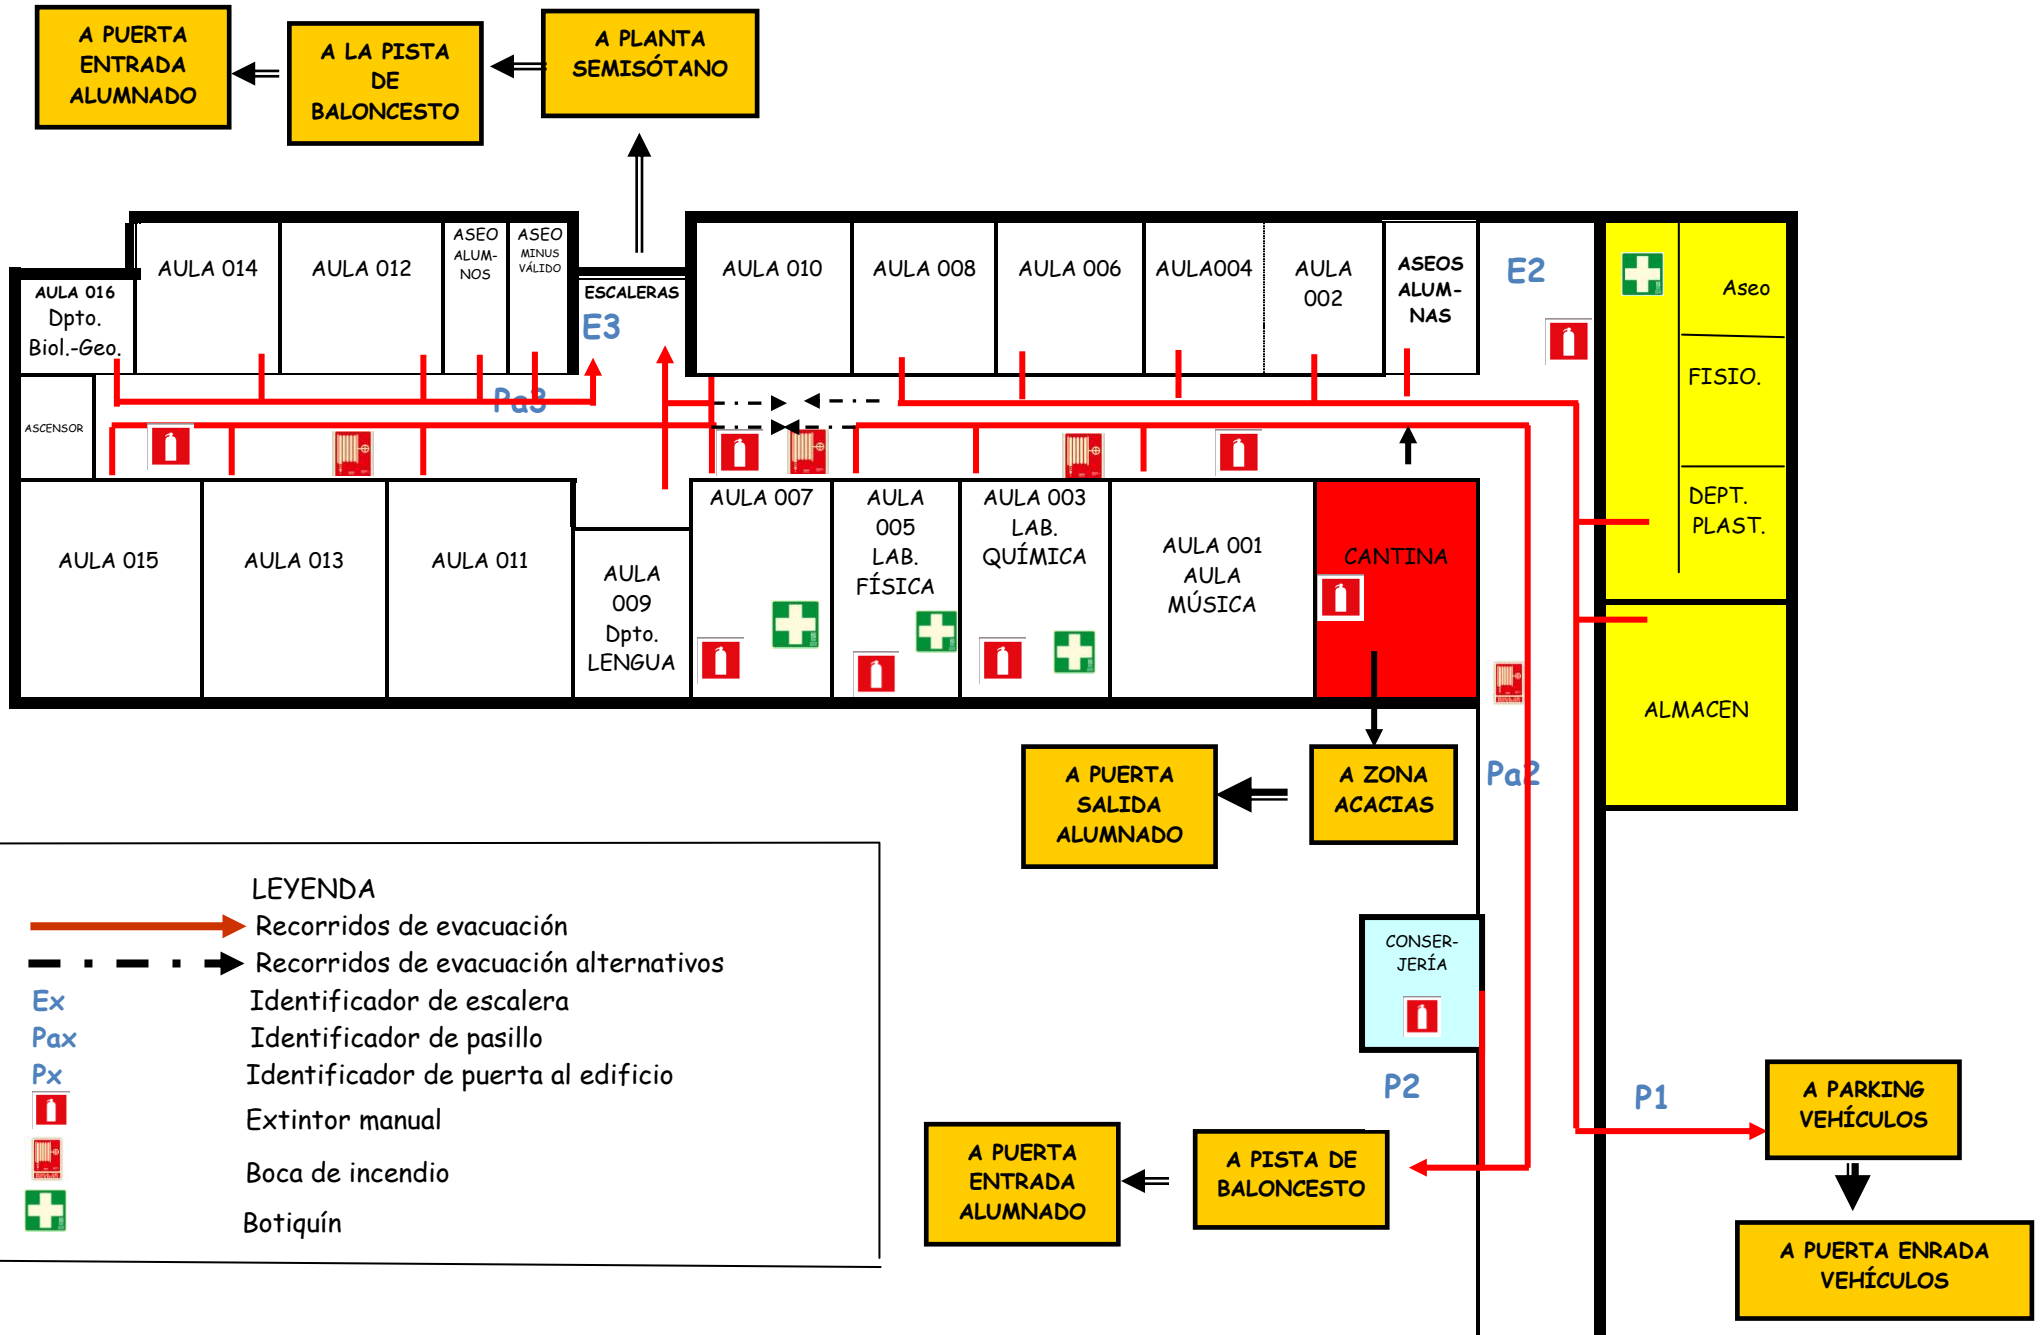 A PUERTA
ENTRADA
ALUMNADO
A LA PISTA
DE
BALONCESTO
A PLANTA
SEMISÓTANO
AULA 016
Dpto.
Biol.-Geo.
AULA 014
AULA 012
ASEO
ALUM-
NOS
ASEO
MINUS
VÁLIDO
ESCALERAS
E3
AULA 010
AULA 008
AULA 006
AULA004
AULA
002
ASEOS
ALUM-
NAS
E2
Aseo
FISIO.
DEPT.
PLAST.
ALMACEN
ASCENSOR
Pa3
AULA 015
AULA 013
AULA 011
AULA
009
Dpto.
LENGUA
AULA 007
AULA
005
LAB.
FÍSICA
AULA 003
LAB.
QUÍMICA
AULA 001
AULA
MÚSICA
CANTINA
Pa2
A PUERTA
SALIDA
ALUMNADO
A ZONA
ACACIAS
CONSER-
JERÍA
P2
P1
A PUERTA
ENTRADA
ALUMNADO
A PISTA DE
BALONCESTO
A PARKING
VEHÍCULOS
A PUERTA ENRADA
VEHÍCULOS
LEYENDA
Recorridos de evacuación
Recorridos de evacuación alternativos
Ex Identificador de escalera
Pax Identificador de pasillo
Px Identificador de puerta al edificio
Extintor manual
Boca de incendio
Botiquín